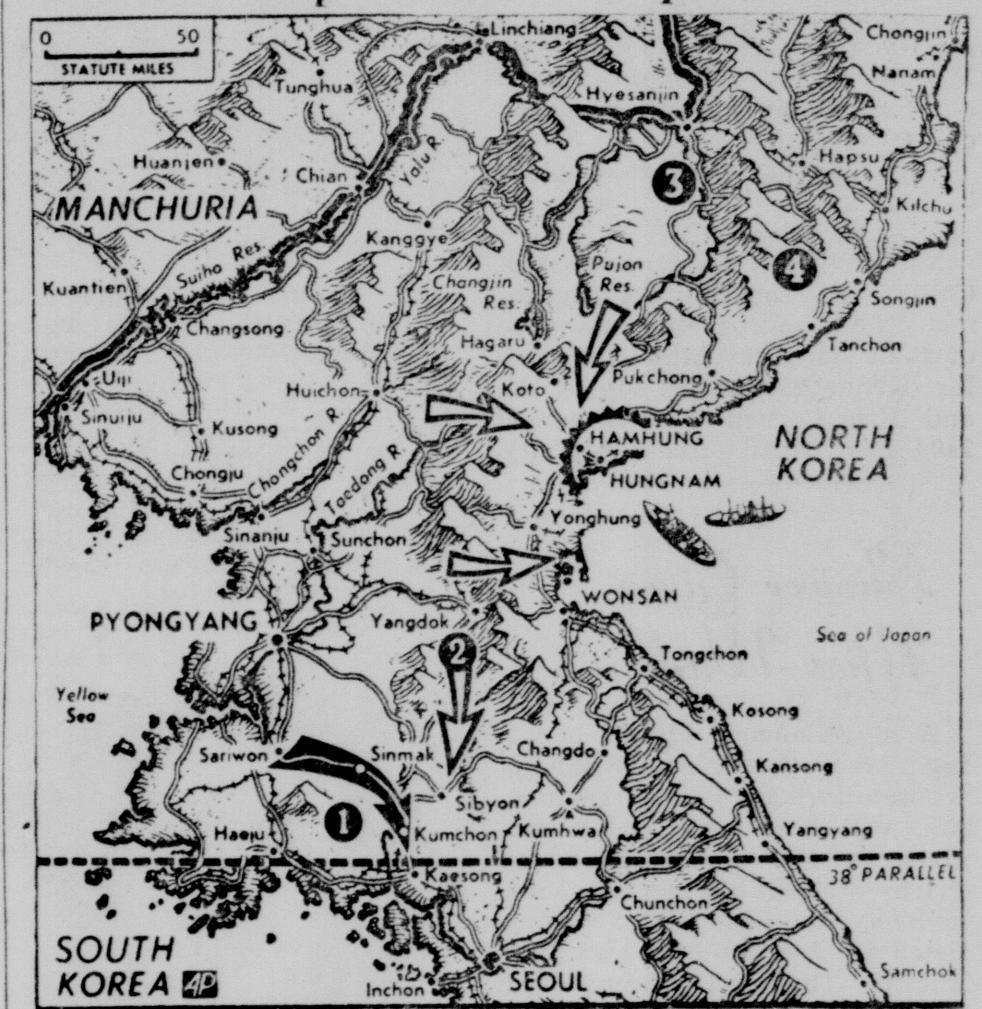 0 50
STATUTE MILES
Linchiang
Chongjin
Nanam
Tunghua
Hyesanjin
Huanjen
Chian
Yalu R.
3
Hapsu
MANCHURIA
Kilchu
Kanggye
Suiho Res.
Kuantien
Changjin
Res.
Pujon
Res.
4
Songjin
Changsong
Hagaru
Tanchon
Uiji
Huichon
Koto
Pukchong
Sinuiju
Kusong
HAMHUNG
NORTH
KOREA
Chongju
Chongchon R.
Taedong R.
HUNGNAM
Yonghung
Sinanju
Sunchon
WONSAN
PYONGYANG
Yangdok
Sea of Japan
2
Tongchon
Yellow
Sea
Kosong
Sariwon
Sinmak
Changdo
Kansong
Sibyon
1
Haeju
Kumchon
Kumhwa
Yangyang
38° PARALLEL
Kaesong
Chunchon
SOUTH
KOREA AP
SEOUL
Inchon
Samchok